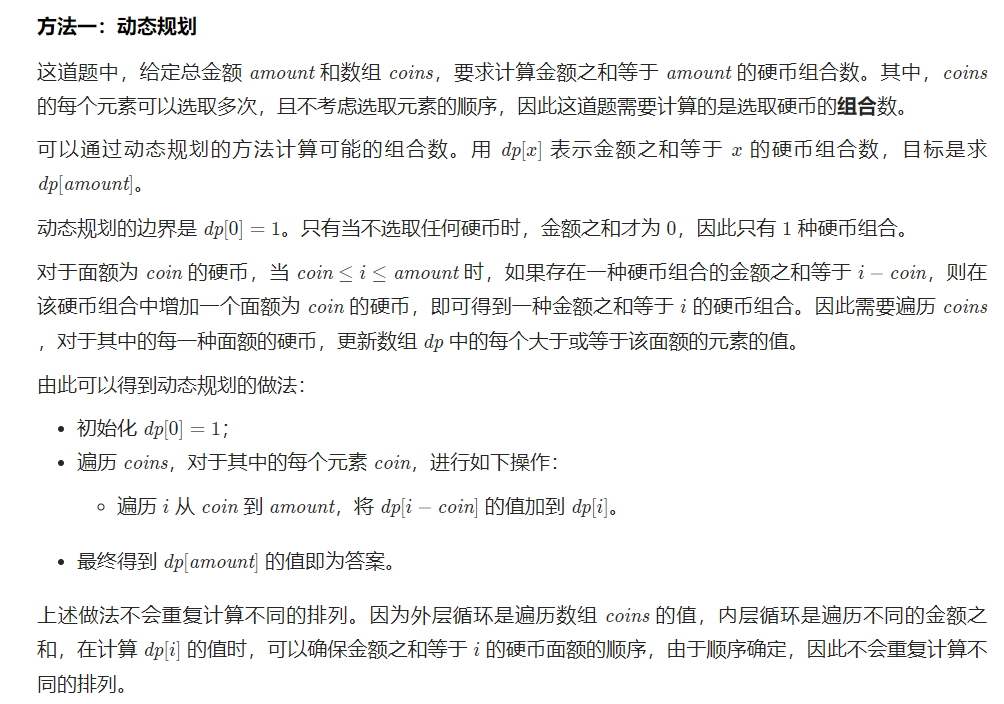 方法一：动态规划
这道题中，给定总金额 amount 和数组 coins，要求计算金额之和等于 amount 的硬币组合数。其中，coins
的每个元素可以选取多次，且不考虑选取元素的顺序，因此这道题需要计算的是选取硬币的组合数。
可以通过动态规划的方法计算可能的组合数。用 dp[x] 表示金额之和等于 x 的硬币组合数，目标是求
dp[amount]。
动态规划的边界是 dp[0] = 1。只有当不选取任何硬币时，金额之和才为 0，因此只有 1 种硬币组合。
对于面额为 coin 的硬币，当 coin ≤ i ≤ amount 时，如果存在一种硬币组合的金额之和等于 i − coin，则在
该硬币组合中增加一个面额为 coin 的硬币，即可得到一种金额之和等于 i 的硬币组合。因此需要遍历 coins
，对于其中的每一种面额的硬币，更新数组 dp 中的每个大于或等于该面额的元素的值。
由此可以得到动态规划的做法：
• 初始化 dp[0] = 1；
• 遍历 coins，对于其中的每个元素 coin，进行如下操作：
◦ 遍历 i 从 coin 到 amount，将 dp[i − coin] 的值加到 dp[i]。
• 最终得到 dp[amount] 的值即为答案。
上述做法不会重复计算不同的排列。因为外层循环是遍历数组 coins 的值，内层循环是遍历不同的金额之
和，在计算 dp[i] 的值时，可以确保金额之和等于 i 的硬币面额的顺序，由于顺序确定，因此不会重复计算不
同的排列。